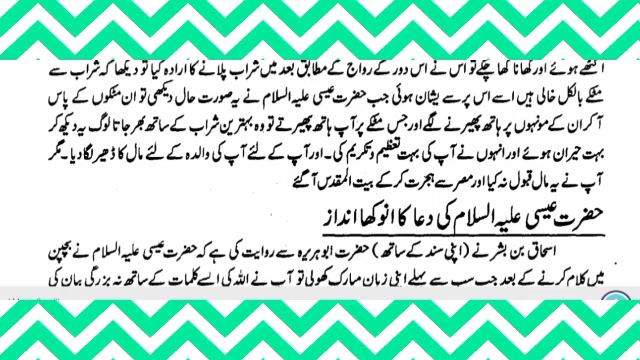 اکٹھے ہوئے اور کھانا کھا چکے تو اس نے اس دور کے رواج کے مطابق بعد میں شراب پلانے کا ارادہ کیا تو دیکھا کہ شراب سے
مٹکے بالکل خالی ہیں اسے اس پر پریشان ہوئی جب حضرت عیسی علیہ السلام نے یہ صورت حال دیکھی تو ان مٹکوں کے پاس
آ کر ان کے مونہوں پر ہاتھ پھیرنے لگے اور جس مٹکے پر آپ ہاتھ پھیرتے تو وہ بہترین شراب کے ساتھ بھر جاتا لوگ یہ دیکھ کر
بہت حیران ہوئے اور انہوں نے آپ کی بہت تعظیم و تکریم کی۔ اور آپ کے لئے آپ کی والدہ کے لئے مال کا ڈھیر لگا دیا۔ مگر
آپ نے یہ مال قبول نہ کیا اور مصر سے ہجرت کر کے بیت المقدس آ گئے
حضرت عیسی علیہ السلام کی دعا کا انوکھا انداز
اسحاق بن بشر نے (اپنی سند کے ساتھ) حضرت ابو ہریرہ سے روایت کی ہے کہ حضرت عیسی علیہ السلام نے بچپن
میں کلام کرنے کے بعد جب سب سے پہلے اپنی زبان مبارک کھولی تو آپ نے اللہ کی ایسے کلمات کے ساتھ نہ بزرگی بیان کی